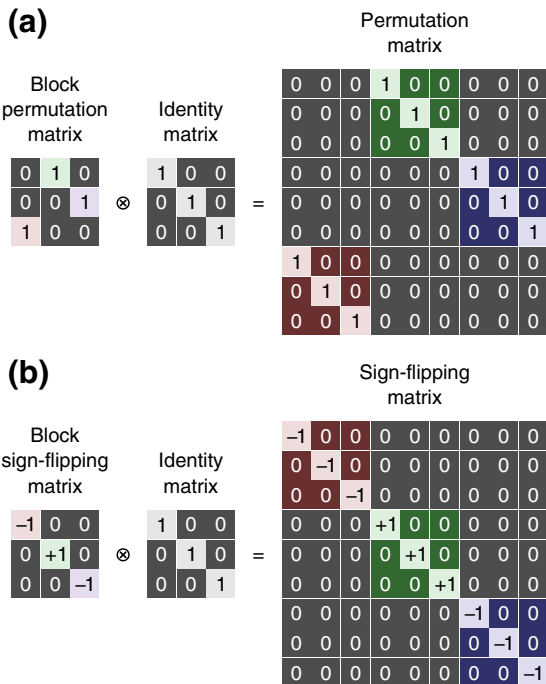 (a)
Permutation
matrix
Block
permutation
matrix
Identity
matrix
0 0 0 1 0 0 0 0 0
0 0 0 0 1 0 0 0 0
0 0 0 0 0 1 0 0 0
0 1 0 1 0 0 0 0 0 0 0 0 0 1 0 0
0 0 1 ⊗ 0 1 0 = 0 0 0 0 0 0 0 1 0
1 0 0 0 0 1 0 0 0 0 0 0 0 0 1
1 0 0 0 0 0 0 0 0
0 1 0 0 0 0 0 0 0
0 0 1 0 0 0 0 0 0
(b)
Sign-flipping
matrix
Block
sign-flipping
matrix
Identity
matrix
−1 0 0 0 0 0 0 0 0
0 −1 0 0 0 0 0 0 0
0 0 −1 0 0 0 0 0 0
−1 0 0 1 0 0 0 0 0 +1 0 0 0 0 0
0 +1 0 ⊗ 0 1 0 = 0 0 0 0 +1 0 0 0 0
0 0 −1 0 0 1 0 0 0 0 0 +1 0 0 0
0 0 0 0 0 0 −1 0 0
0 0 0 0 0 0 0 −1 0
0 0 0 0 0 0 0 0 −1